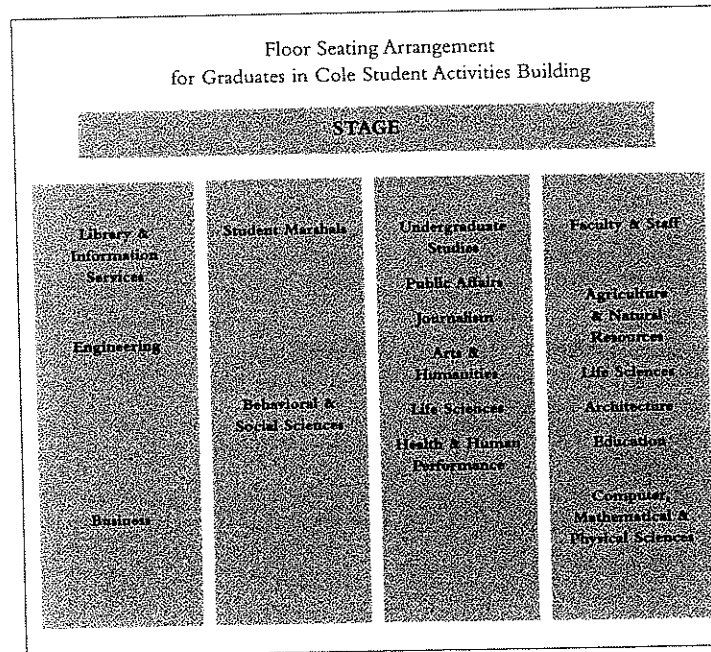 Floor Seating Arrangement
for Graduates in Cole Student Activities Building
STAGE
Library &
Information
Services
Engineering
Business
Student Marshals
Behavioral &
Social Sciences
Undergraduate
Studies
Public Affairs
Journalism
Arts &
Humanities
Life Sciences
Health & Human
Performance
Faculty & Staff
Agriculture
& Natural
Resources
Life Sciences
Architecture
Education
Computer,
Mathematical &
Physical Sciences